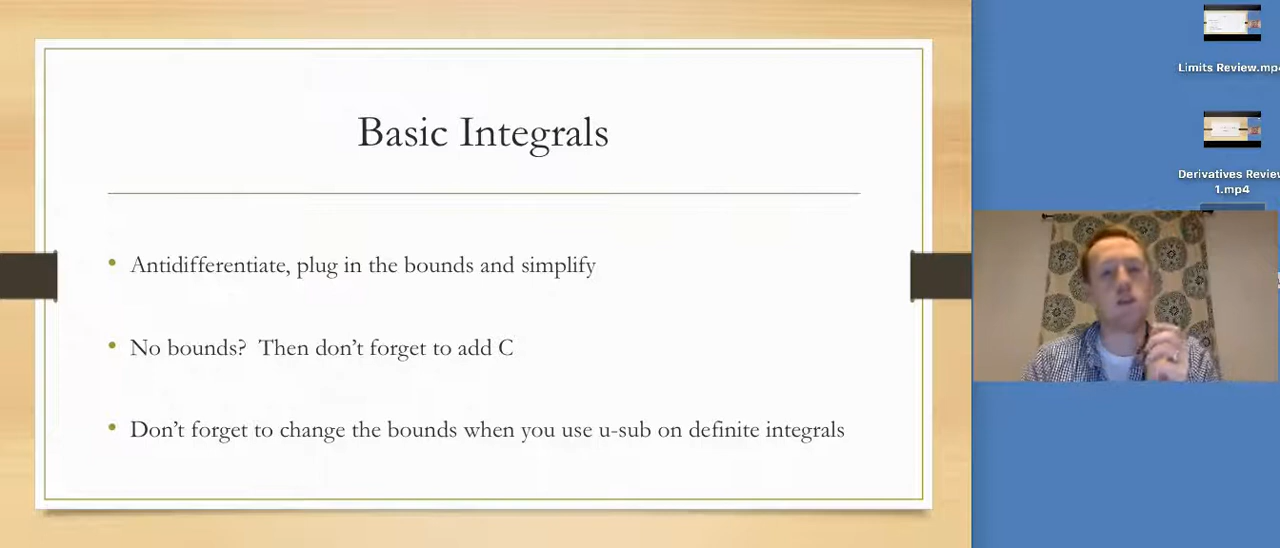 Basic Integrals
• Antidifferentiate, plug in the bounds and simplify
• No bounds? Then don't forget to add C
• Don't forget to change the bounds when you use u-sub on definite integrals
Limits Review.mp4
Derivatives Review
1.mp4